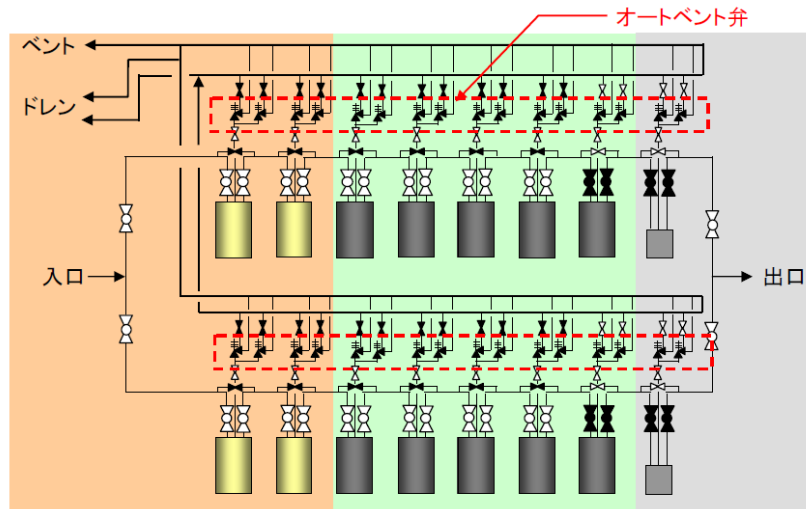 オートベント弁
ベント
ドレン
入口
出口